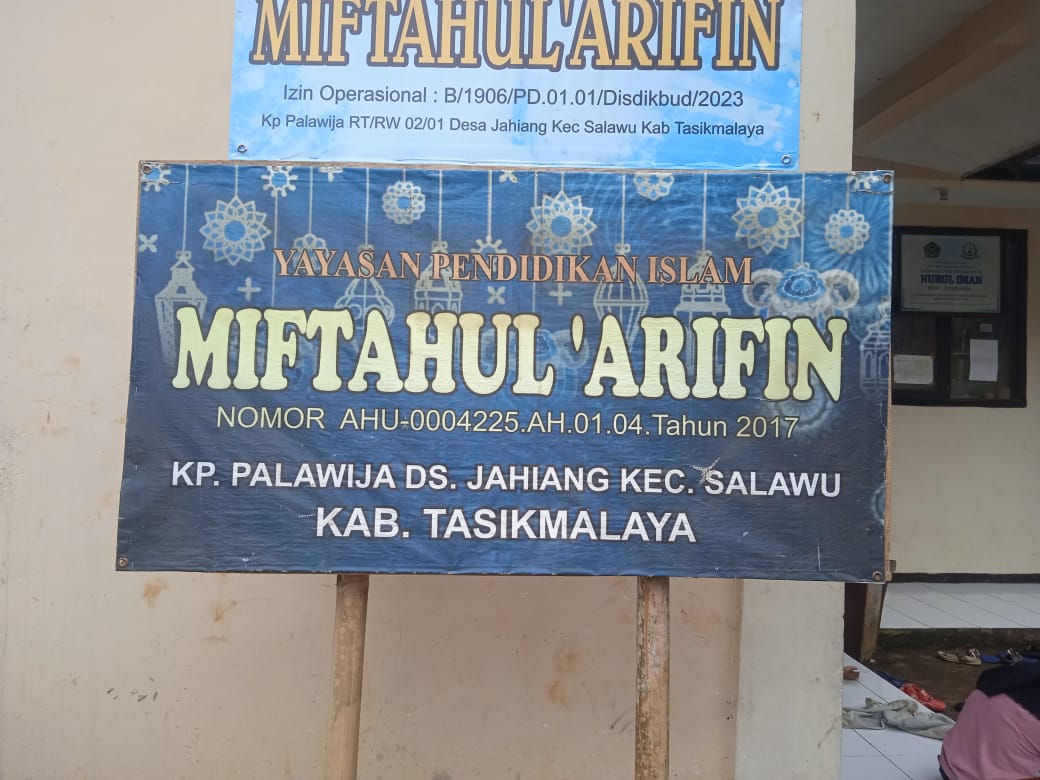 MIFTAHUL'ARIFIN
Izin Operasional : B/1906/PD.01.01/Disdikbud/2023
Kp Palawija RT/RW 02/01 Desa Jahiang Kec Salawu Kab Tasikmalaya
YAYASAN PENDIDIKAN ISLAM
MIFTAHUL 'ARIFIN
NOMOR AHU-0004225.AH.01.04.Tahun 2017
KP. PALAWIJA DS. JAHIANG KEC. SALAWU
KAB. TASIKMALAYA
NURUL IMAN